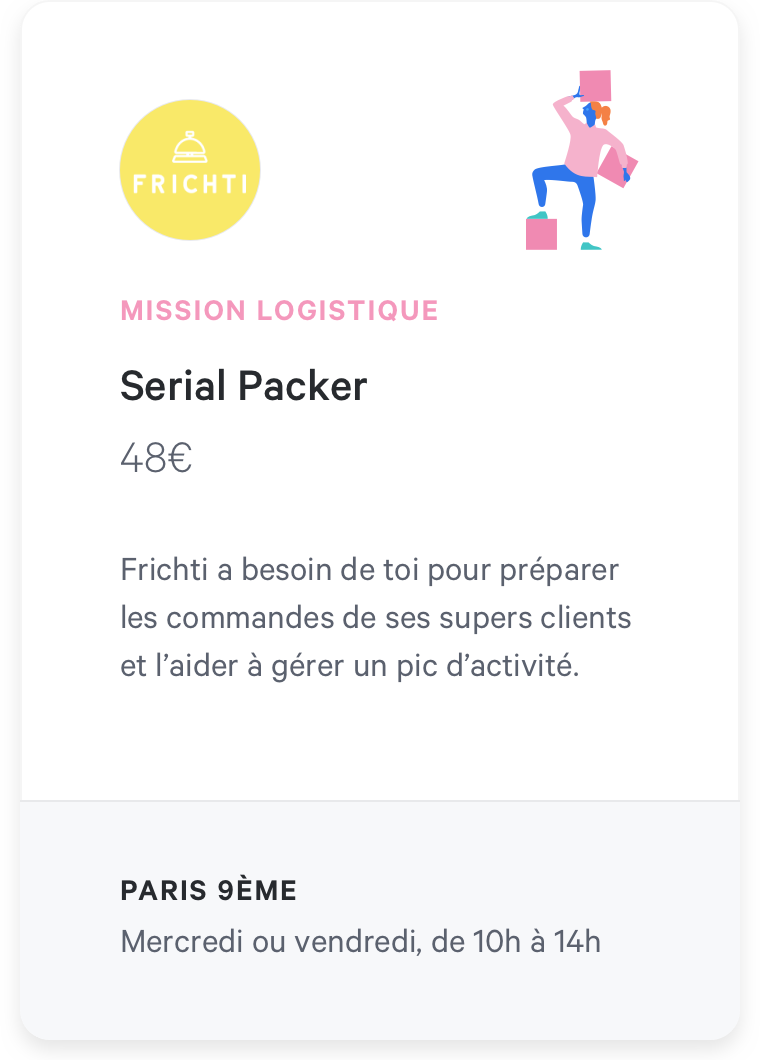 FRICHTI
MISSION LOGISTIQUE
Serial Packer
48€
Frichti a besoin de toi pour préparer
les commandes de ses supers clients
et l’aider à gérer un pic d’activité.
PARIS 9ÈME
Mercredi ou vendredi, de 10h à 14h